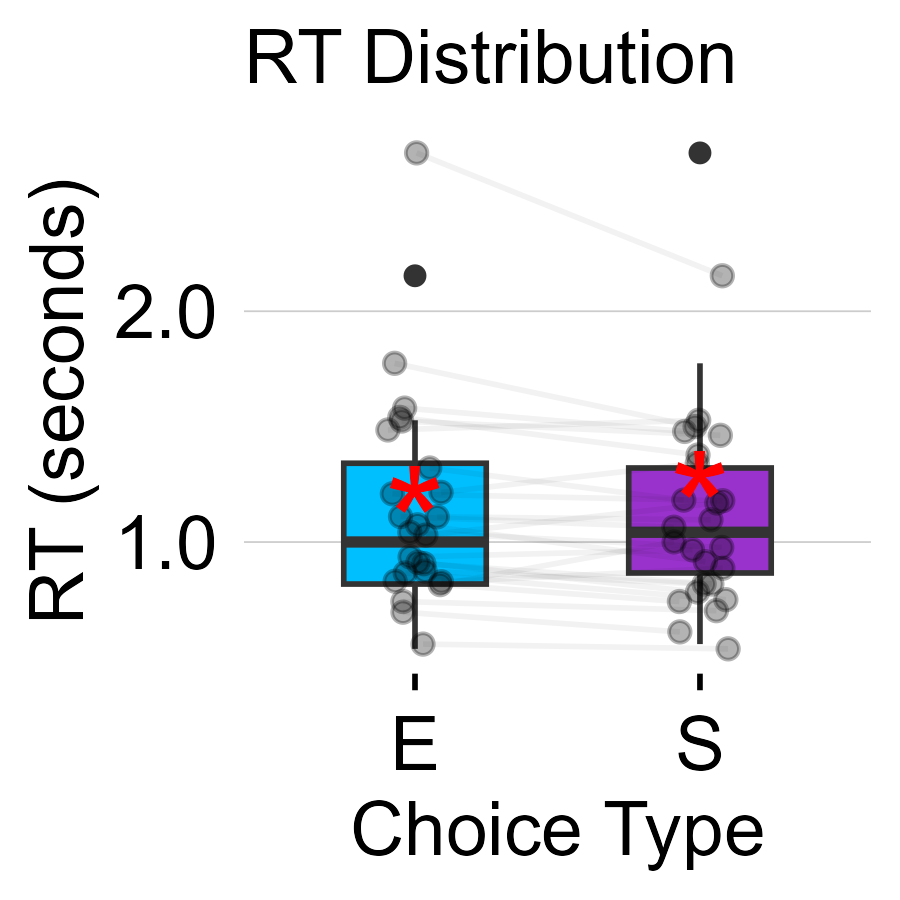 RT Distribution
RT (seconds)
2.0
1.0
*
*
E
S
Choice Type